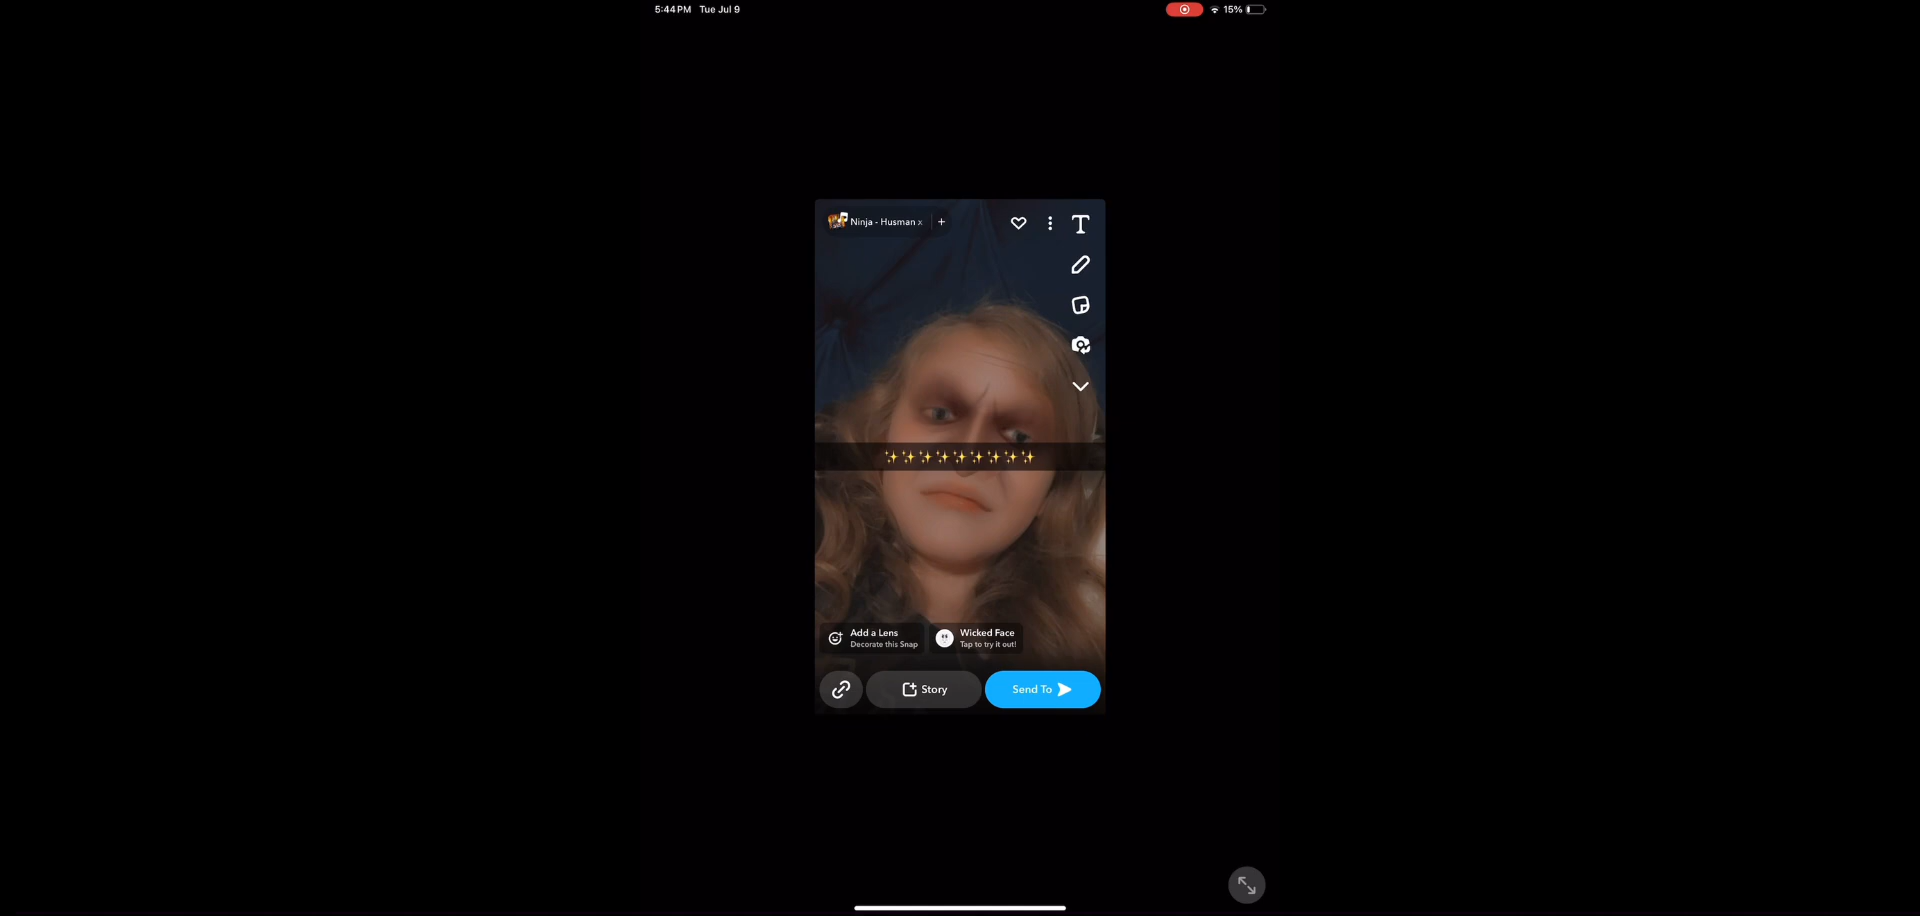 5:44 PM Tue Jul 9
15%
Ninja - Husman x
+
T
✨✨✨✨✨✨✨✨✨
Add a Lens
Decorate this Snap
Wicked Face
Tap to try it out!
Story
Send To